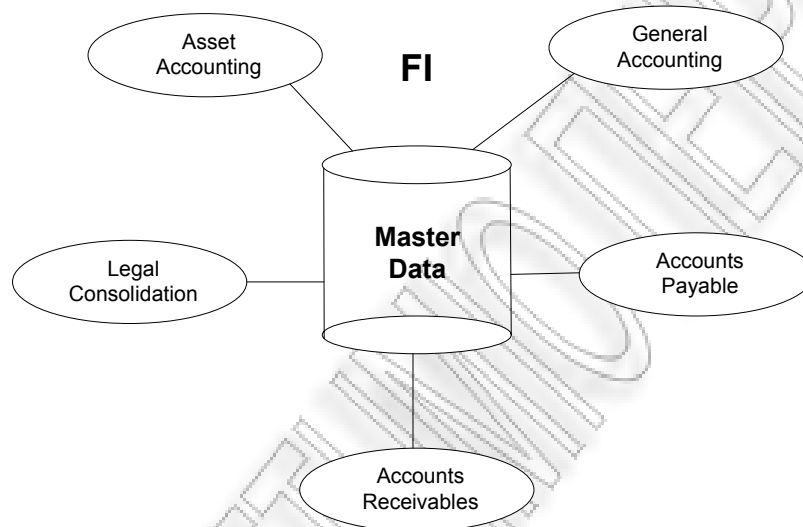 Asset
Accounting
FI
General
Accounting
Master
Data
Legal
Consolidation
Accounts
Payable
Accounts
Receivables